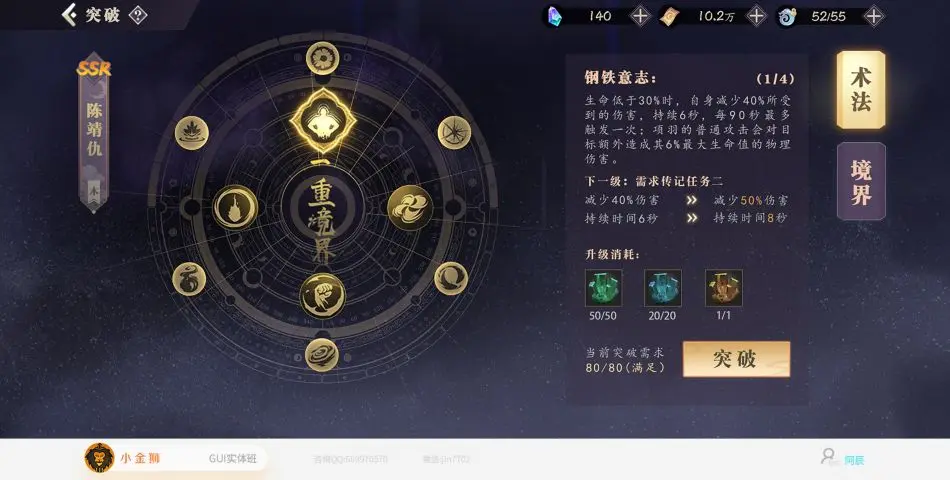 突破 ?
140
10.2万
52/55
SSR
陈靖仇
木
一重境界
钢铁意志: (1/4)
生命低于30%时，自身减少40%所受
到的伤害，持续6秒，每90秒最多
触发一次；项羽的普通攻击会对目
标额外造成其6%最大生命值的物理
伤害。
下一级: 需求传记任务二
减少40%伤害 » 减少50%伤害
持续时间6秒 » 持续时间8秒
升级消耗:
50/50 20/20 1/1
当前突破需求
80/80(满足)
突破
术法
境界
小金狮
GUI实体班
阿辰